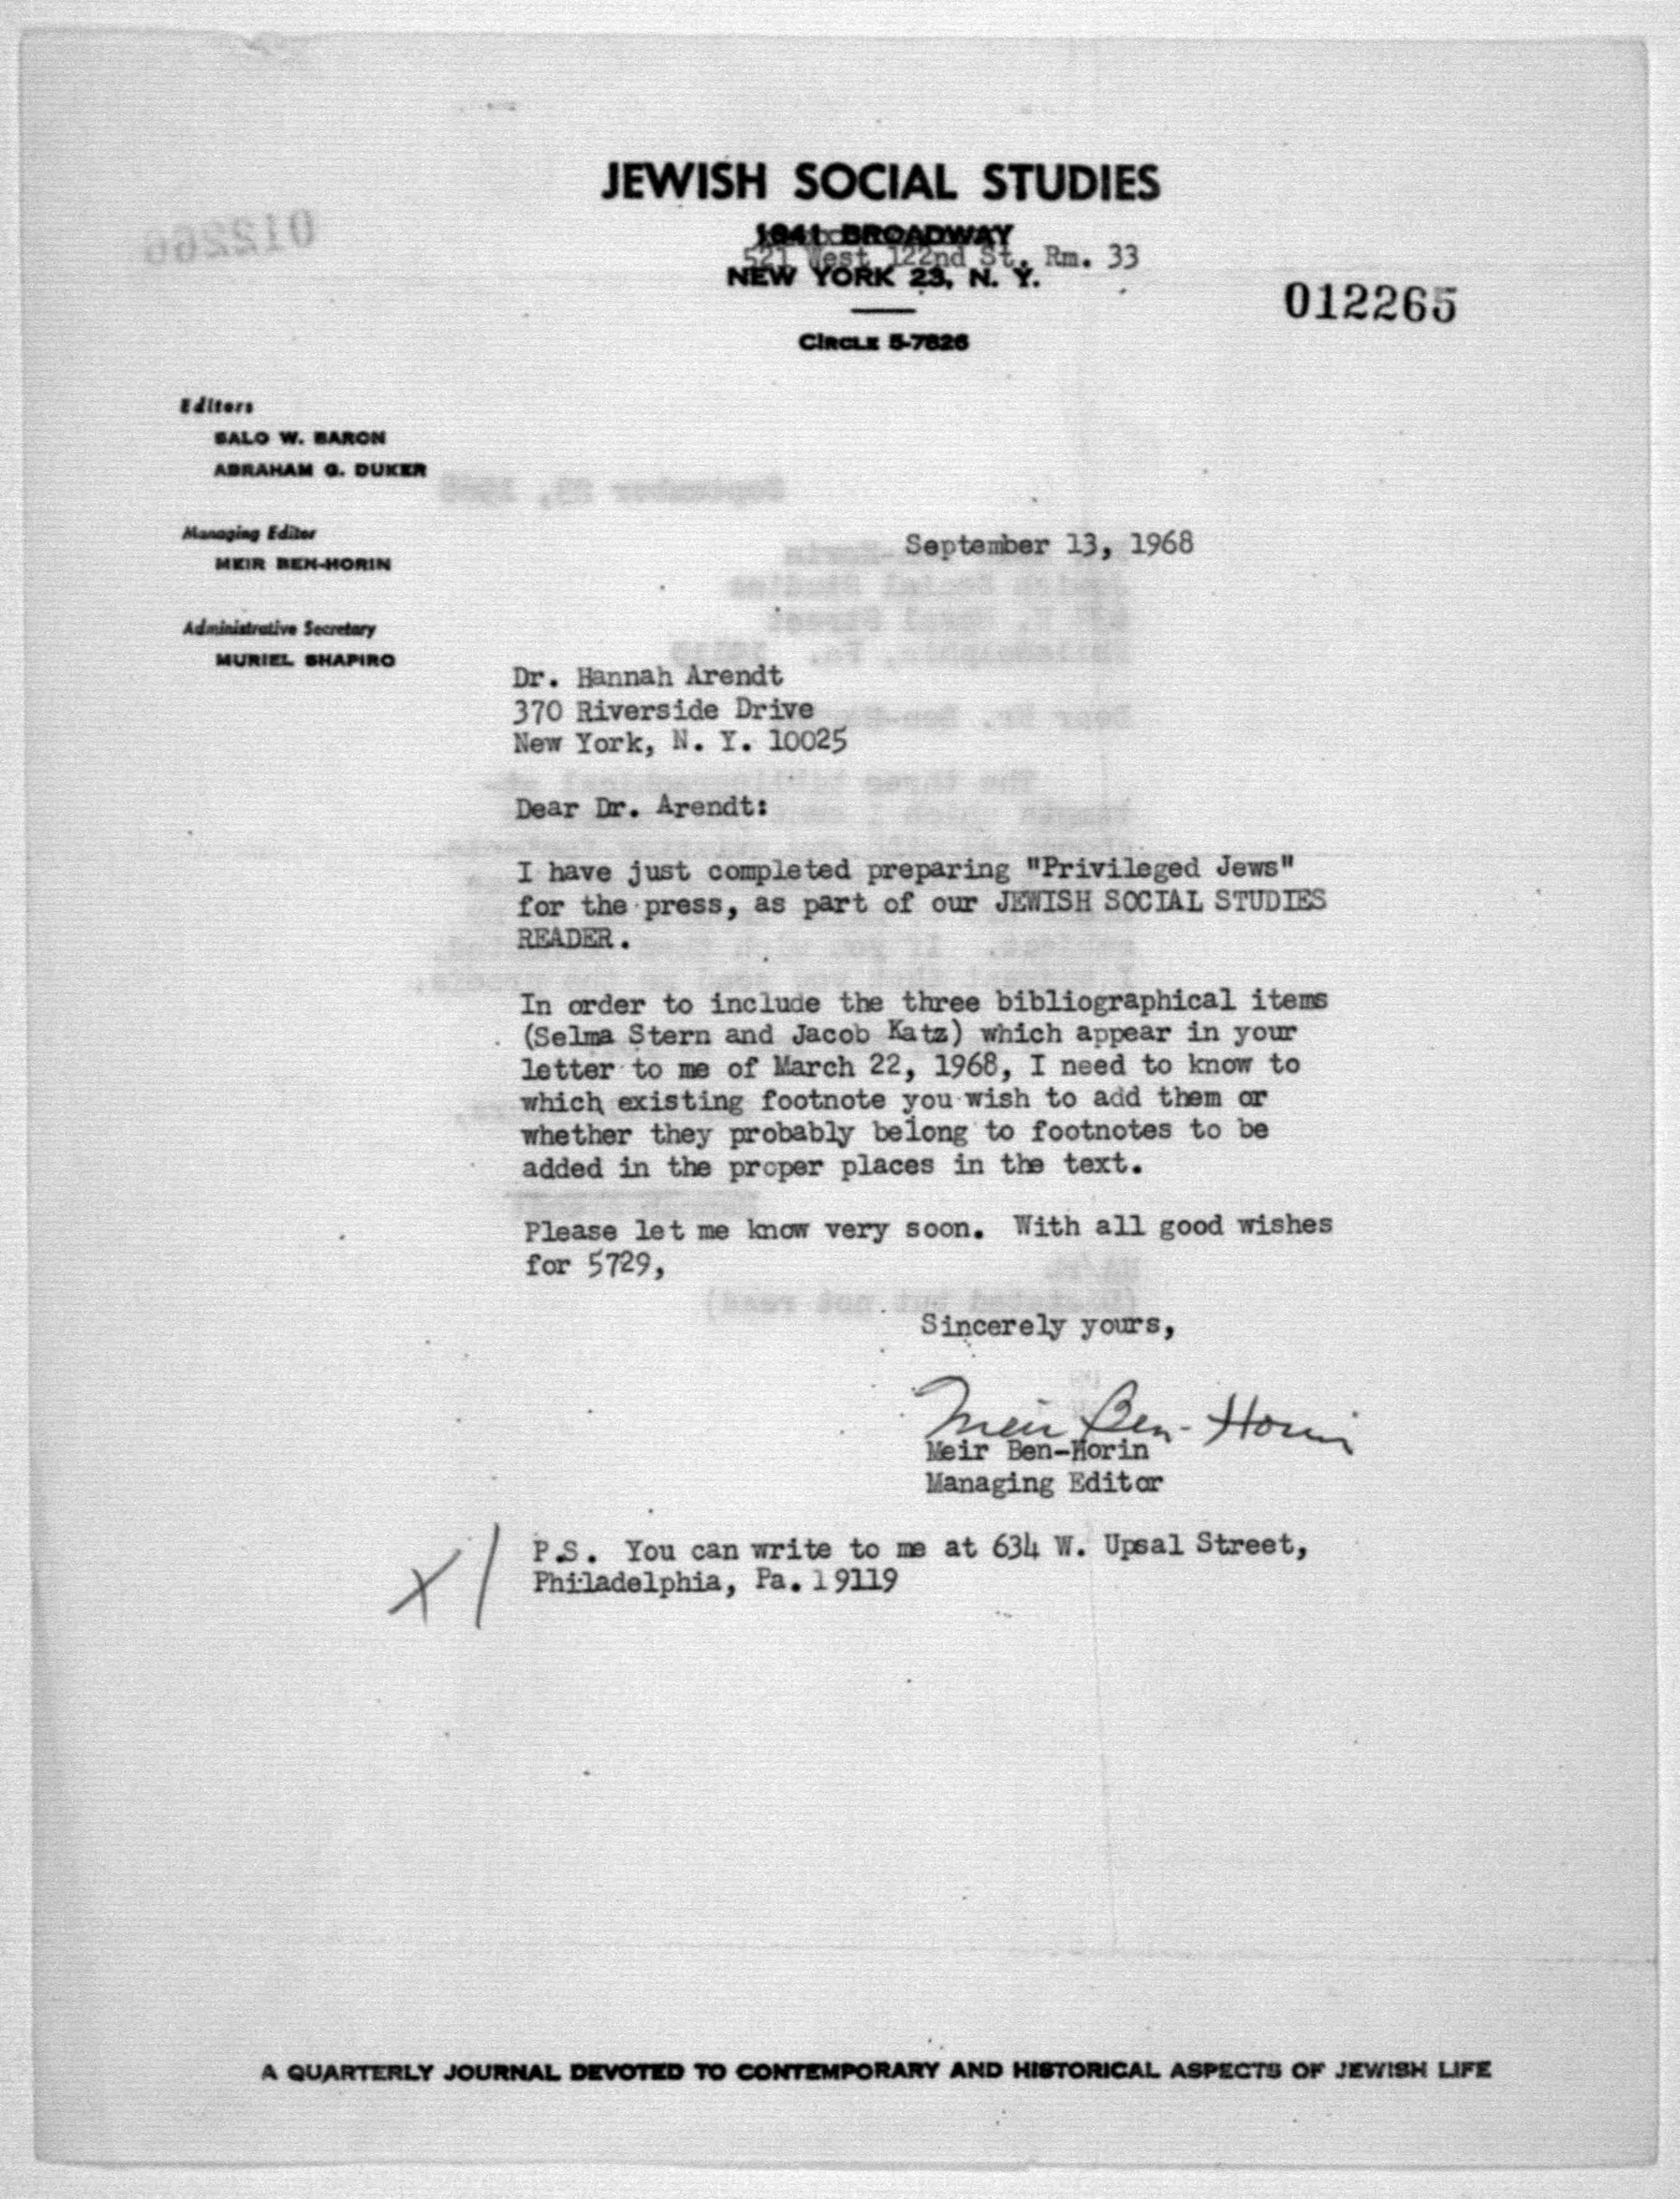 JEWISH SOCIAL STUDIES
1841 BROADWAY
521 West 122nd St. Rm. 33
NEW YORK 23, N. Y.
012265
CIRCLE 5-7826
Editors
SALO W. BARON
ABRAHAM G. DUKER
Managing Editor
MEIR BEN-HORIN
Administrative Secretary
MURIEL SHAPIRO
September 13, 1968
Dr. Hannah Arendt
370 Riverside Drive
New York, N. Y. 10025
Dear Dr. Arendt:
I have just completed preparing "Privileged Jews"
for the press, as part of our JEWISH SOCIAL STUDIES
READER.
In order to include the three bibliographical items
(Selma Stern and Jacob Katz) which appear in your
letter to me of March 22, 1968, I need to know to
which existing footnote you wish to add them or
whether they probably belong to footnotes to be
added in the proper places in the text.
Please let me know very soon. With all good wishes
for 5729,
Sincerely yours,
Meir Ben-Horin
Meir Ben-Horin
Managing Editor
X/ P.S. You can write to me at 634 W. Upsal Street,
Philadelphia, Pa. 19119
A QUARTERLY JOURNAL DEVOTED TO CONTEMPORARY AND HISTORICAL ASPECTS OF JEWISH LIFE